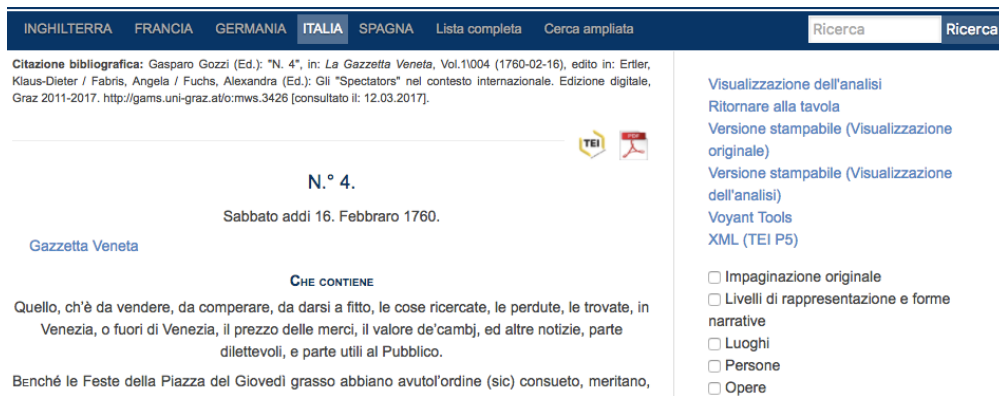 INGHILTERRA FRANCIA GERMANIA ITALIA SPAGNA Lista completa Cerca ampliata Ricerca Ricerca
Citazione bibliografica: Gasparo Gozzi (Ed.): "N. 4", in: La Gazzetta Veneta, Vol.1\004 (1760-02-16), edito in: Ertler,
Klaus-Dieter / Fabris, Angela / Fuchs, Alexandra (Ed.): Gli "Spectators" nel contesto internazionale. Edizione digitale,
Graz 2011-2017. http://gams.uni-graz.at/o:mws.3426 [consultato il: 12.03.2017].
TEI PDF
N.° 4.
Sabbato addi 16. Febbraro 1760.
Gazzetta Veneta
CHE CONTIENE
Quello, ch'è da vendere, da comperare, da darsi a fitto, le cose ricercate, le perdute, le trovate, in
Venezia, o fuori di Venezia, il prezzo delle merci, il valore de'cambj, ed altre notizie, parte
dilettevoli, e parte utili al Pubblico.
BENCHÉ le Feste della Piazza del Giovedì grasso abbiano avutol'ordine (sic) consueto, meritano,
Visualizzazione dell'analisi
Ritornare alla tavola
Versione stampabile (Visualizzazione
originale)
Versione stampabile (Visualizzazione
dell'analisi)
Voyant Tools
XML (TEI P5)
Impaginazione originale
Livelli di rappresentazione e forme
narrative
Luoghi
Persone
Opere